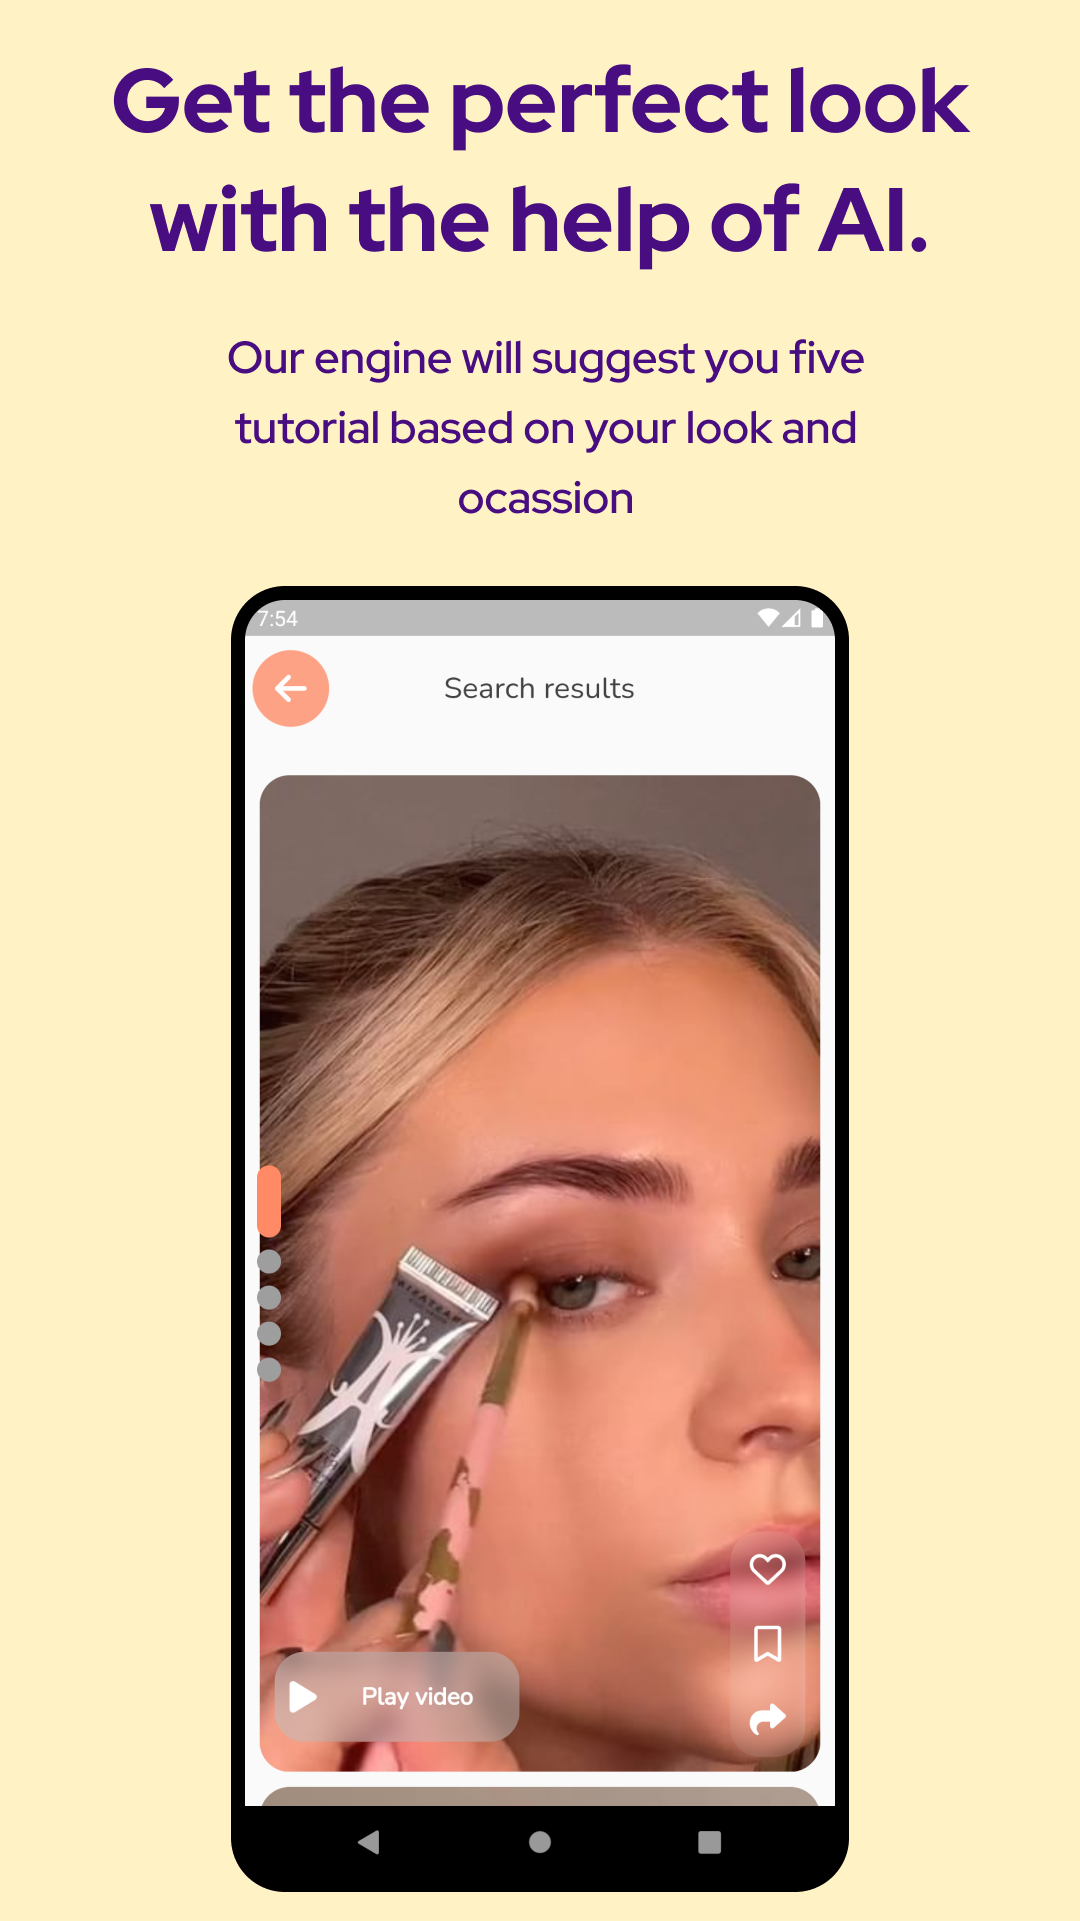 Get the perfect look
with the help of AI.
Our engine will suggest you five
tutorial based on your look and
ocassion
7:54
Search results
Play video